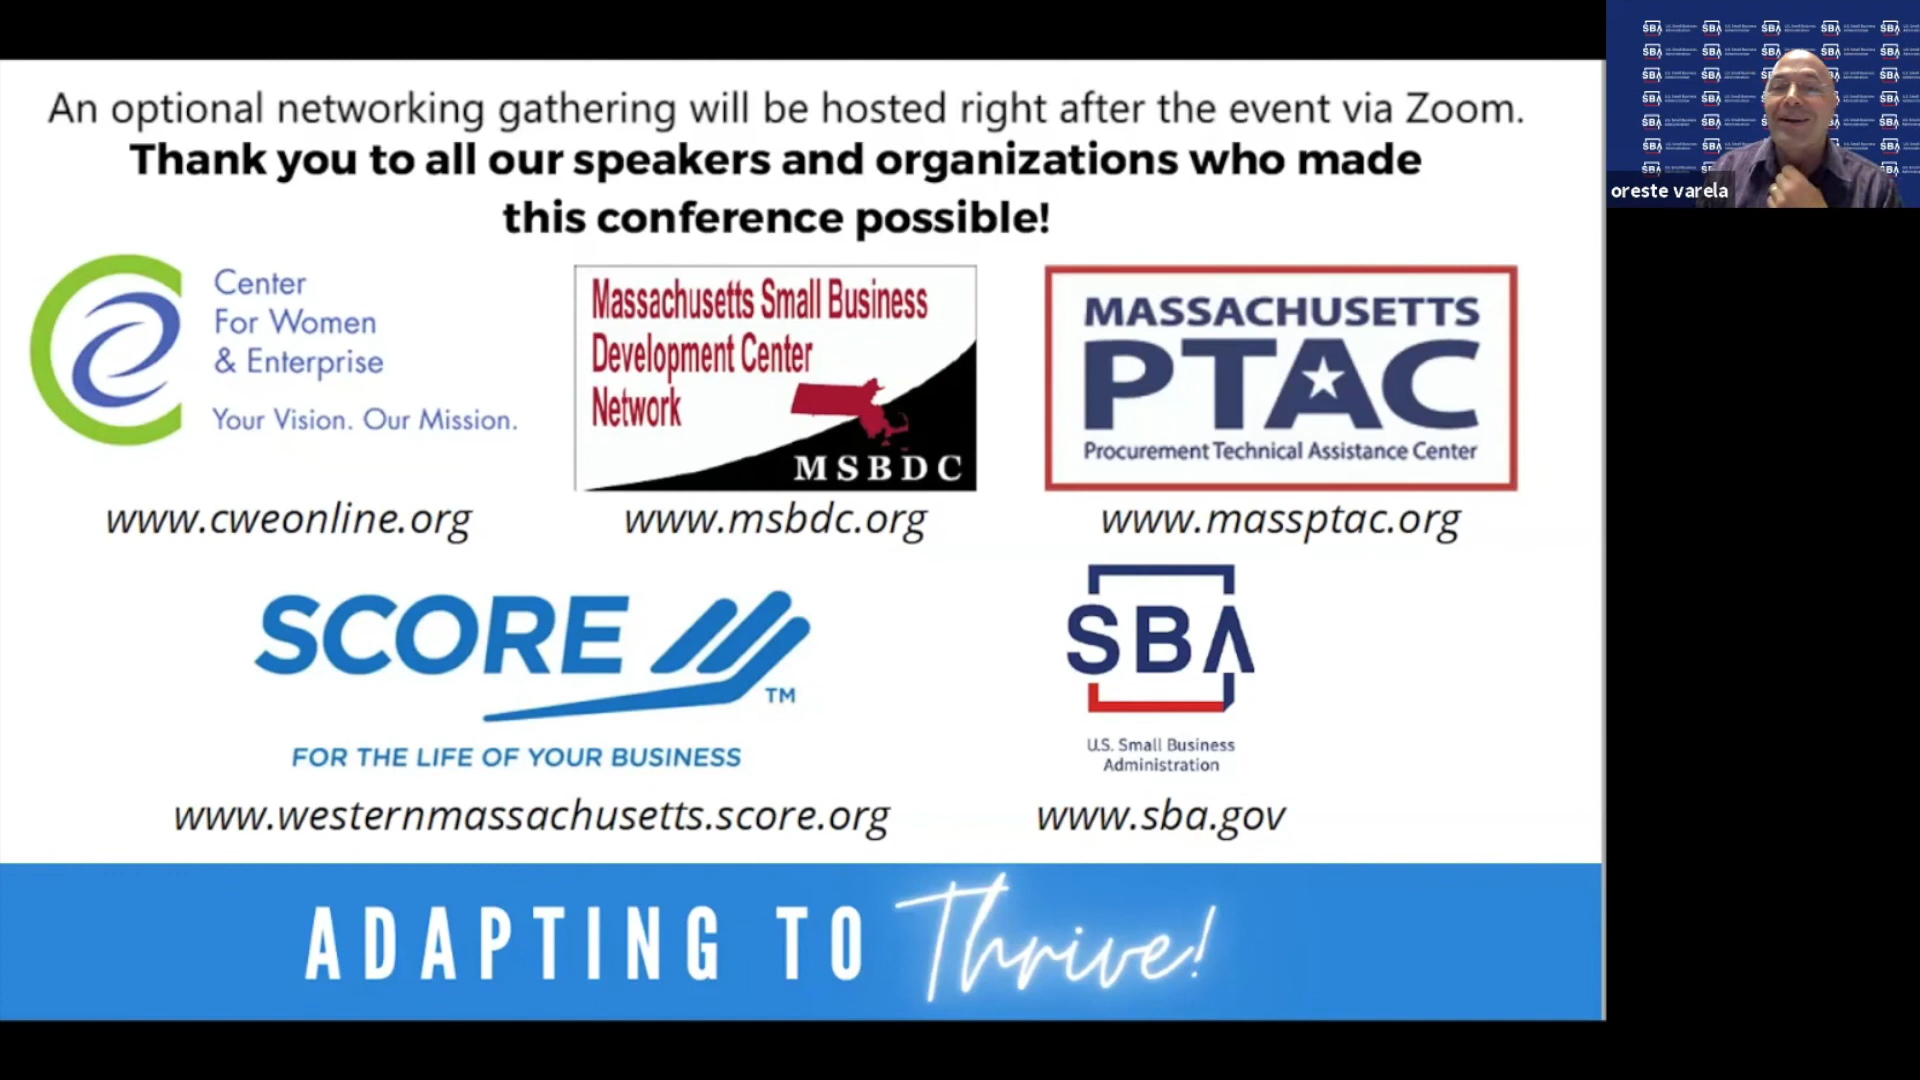 An optional networking gathering will be hosted right after the event via Zoom.
Thank you to all our speakers and organizations who made
this conference possible!
Center
For Women
& Enterprise
Your Vision. Our Mission.
www.cweonline.org
Massachusetts Small Business
Development Center
Network
MSBDC
www.msbdc.org
MASSACHUSETTS
PTAC
Procurement Technical Assistance Center
www.massptac.org
SCORE
TM
FOR THE LIFE OF YOUR BUSINESS
www.westernmassachusetts.score.org
SBA
U.S. Small Business
Administration
www.sba.gov
ADAPTING TO Thrive!
SBA
oreste varela